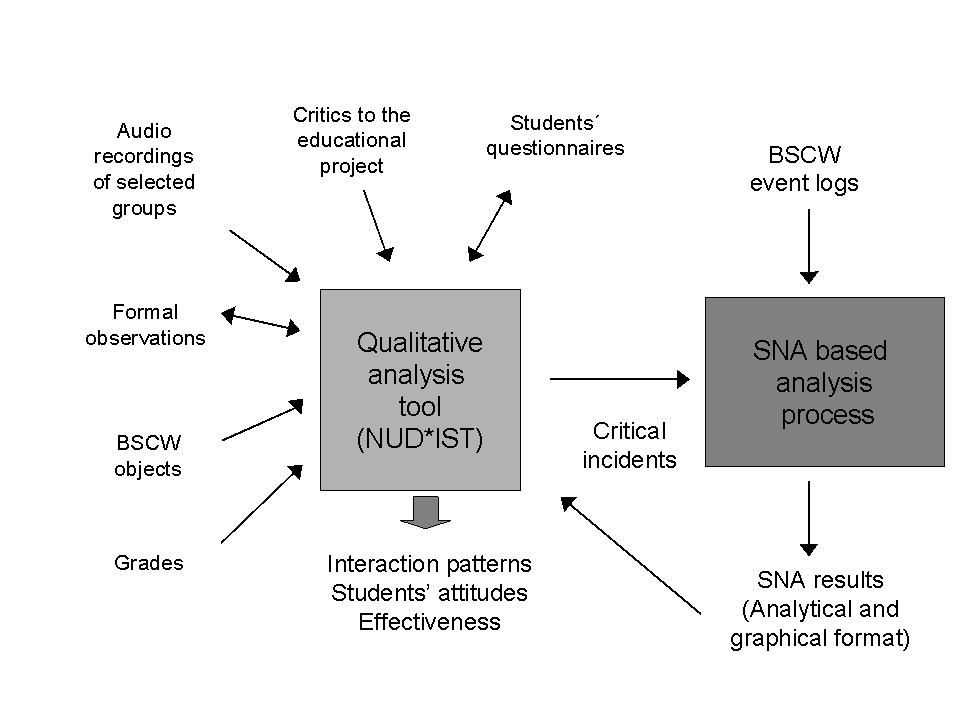 Audio
recordings
of selected
groups
Critics to the
educational
project
Students´
questionnaires
BSCW
event logs
Formal
observations
Qualitative
analysis
tool
(NUD*IST)
SNA based
analysis
process
Critical
incidents
BSCW
objects
Grades
Interaction patterns
Students’ attitudes
Effectiveness
SNA results
(Analytical and
graphical format)